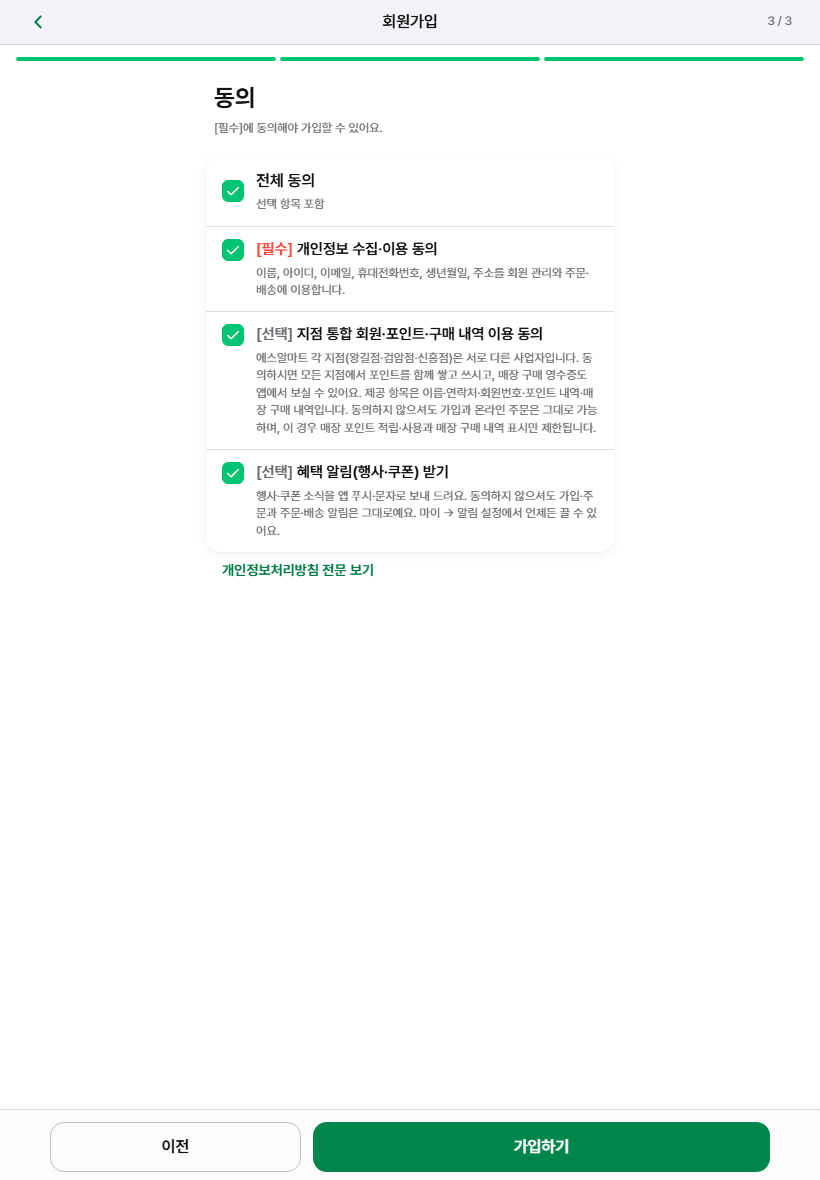 회원가입
3 / 3
동의
[필수]에 동의해야 가입할 수 있어요.
전체 동의
선택 항목 포함
[필수] 개인정보 수집·이용 동의
이름, 아이디, 이메일, 휴대전화번호, 생년월일, 주소를 회원 관리와 주문·
배송에 이용합니다.
[선택] 지점 통합 회원·포인트·구매 내역 이용 동의
에스알마트 각 지점(왕길점·검암점·신흥점)은 서로 다른 사업자입니다. 동
의하시면 모든 지점에서 포인트를 함께 쌓고 쓰시고, 매장 구매 영수증도
앱에서 보실 수 있어요. 제공 항목은 이름·연락처·회원번호·포인트 내역·매
장 구매 내역입니다. 동의하지 않으셔도 가입과 온라인 주문은 그대로 가능
하며, 이 경우 매장 포인트 적립·사용과 매장 구매 내역 표시만 제한됩니다.
[선택] 혜택 알림(행사·쿠폰) 받기
행사·쿠폰 소식을 앱 푸시·문자로 보내 드려요. 동의하지 않으셔도 가입·주
문과 주문·배송 알림은 그대로예요. 마이 → 알림 설정에서 언제든 끌 수 있
어요.
개인정보처리방침 전문 보기
이전
가입하기